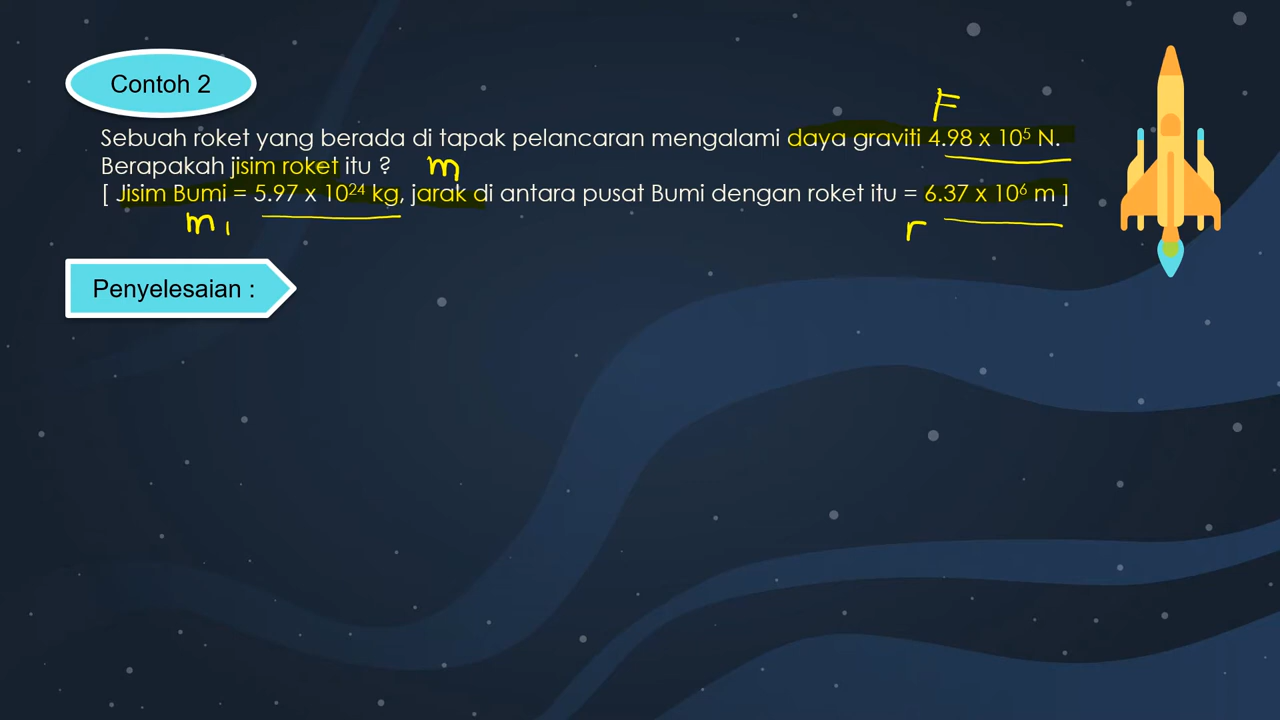 Contoh 2
F
Sebuah roket yang berada di tapak pelancaran mengalami daya graviti 4.98 x 10⁵ N.
Berapakah jisim roket itu ? m
[ Jisim Bumi = 5.97 x 10²⁴ kg, jarak di antara pusat Bumi dengan roket itu = 6.37 x 10⁶ m ]
m₁ r
Penyelesaian :